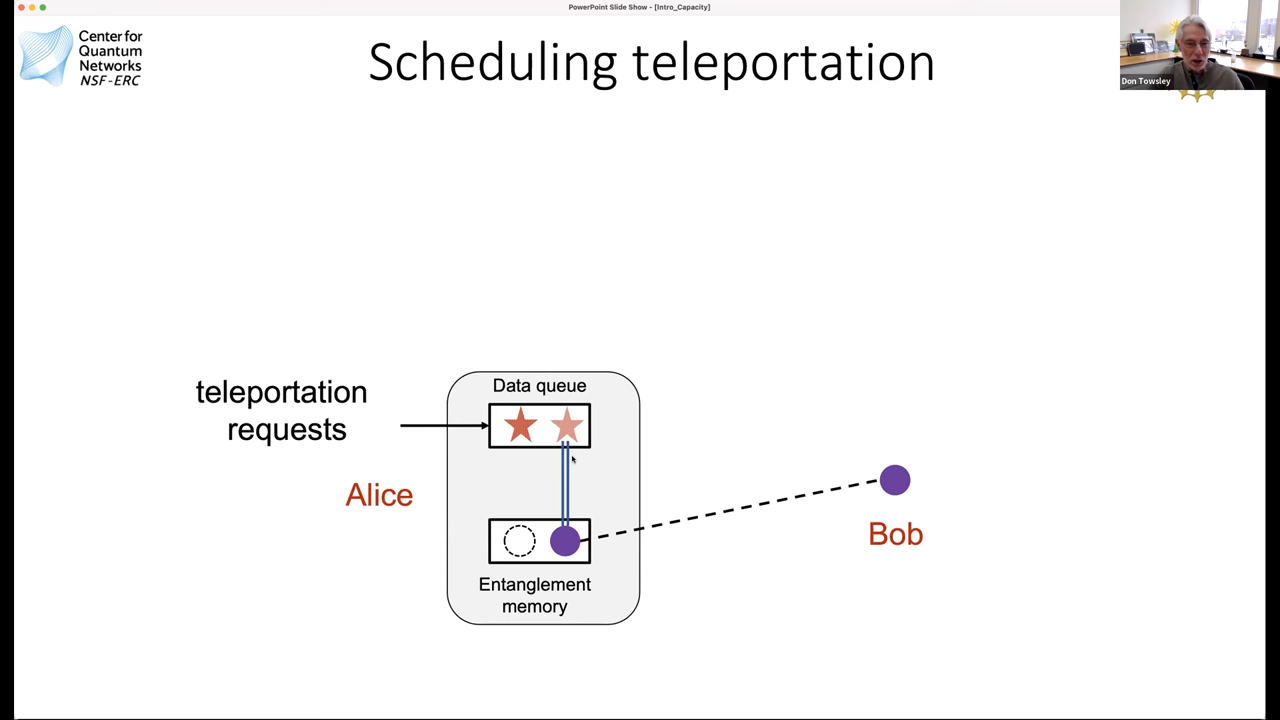 PowerPoint Slide Show - [Intro_Capacity]
Center for
Quantum
Networks
NSF-ERC
Scheduling teleportation
Don Towsley
teleportation
requests
Data queue
Alice
Bob
Entanglement
memory